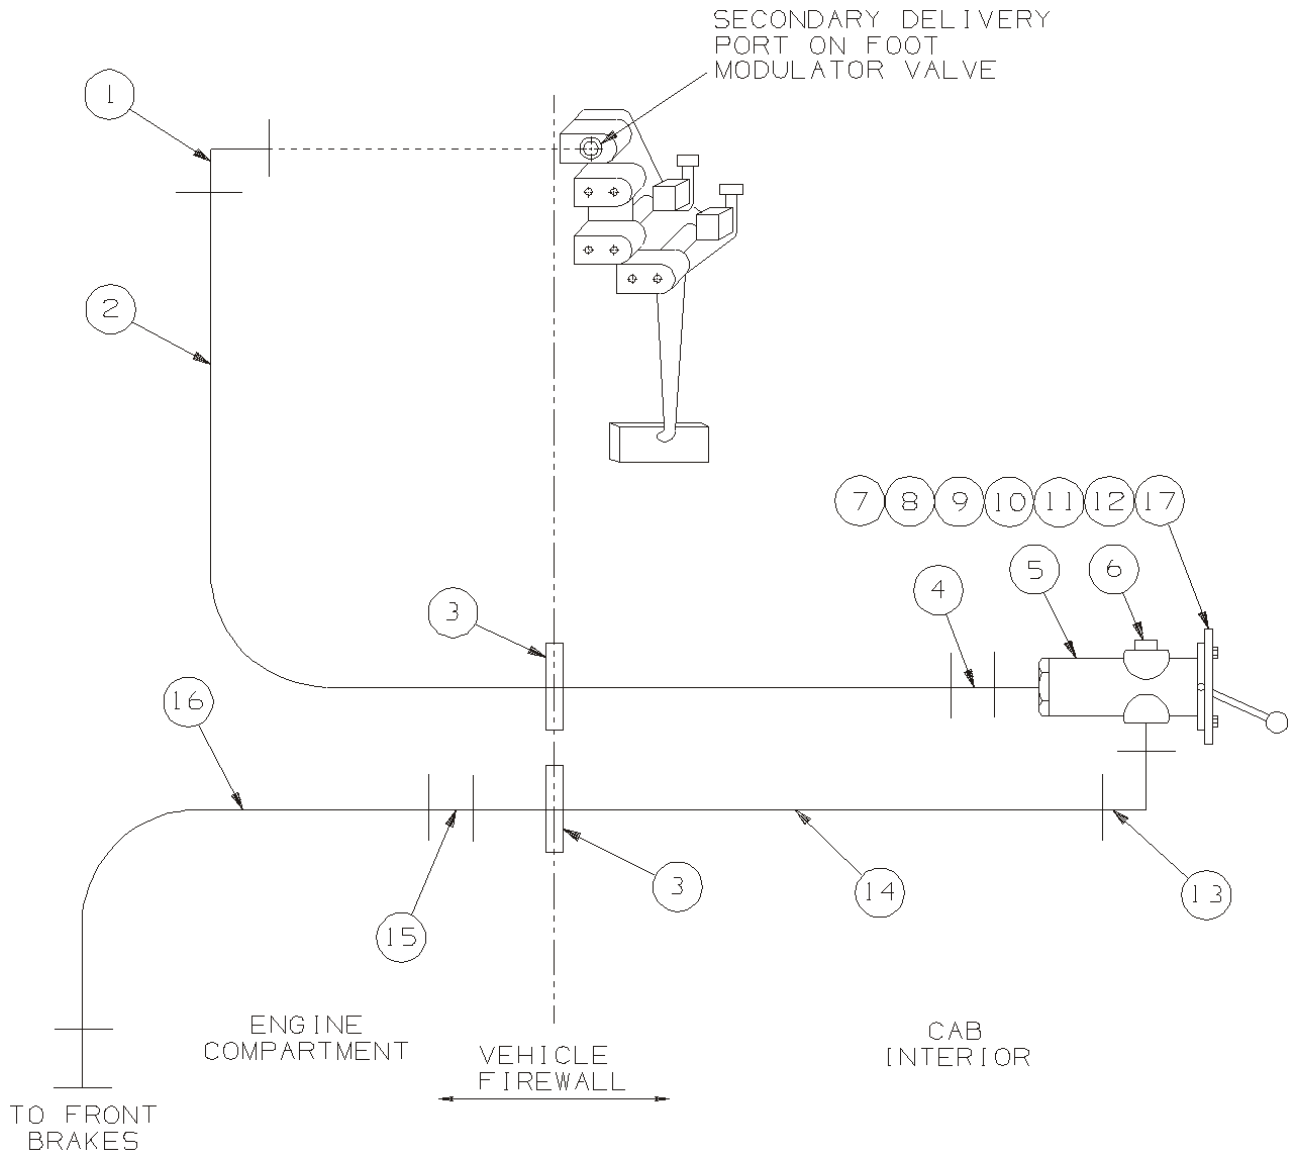 SECONDARY DELIVERY
PORT ON FOOT
MODULATOR VALVE
1
2
7 8 9 10 11 12 17
6
5
4
3
16
3
14
13
15
ENGINE
COMPARTMENT
VEHICLE
FIREWALL
CAB
INTERIOR
TO FRONT
BRAKES